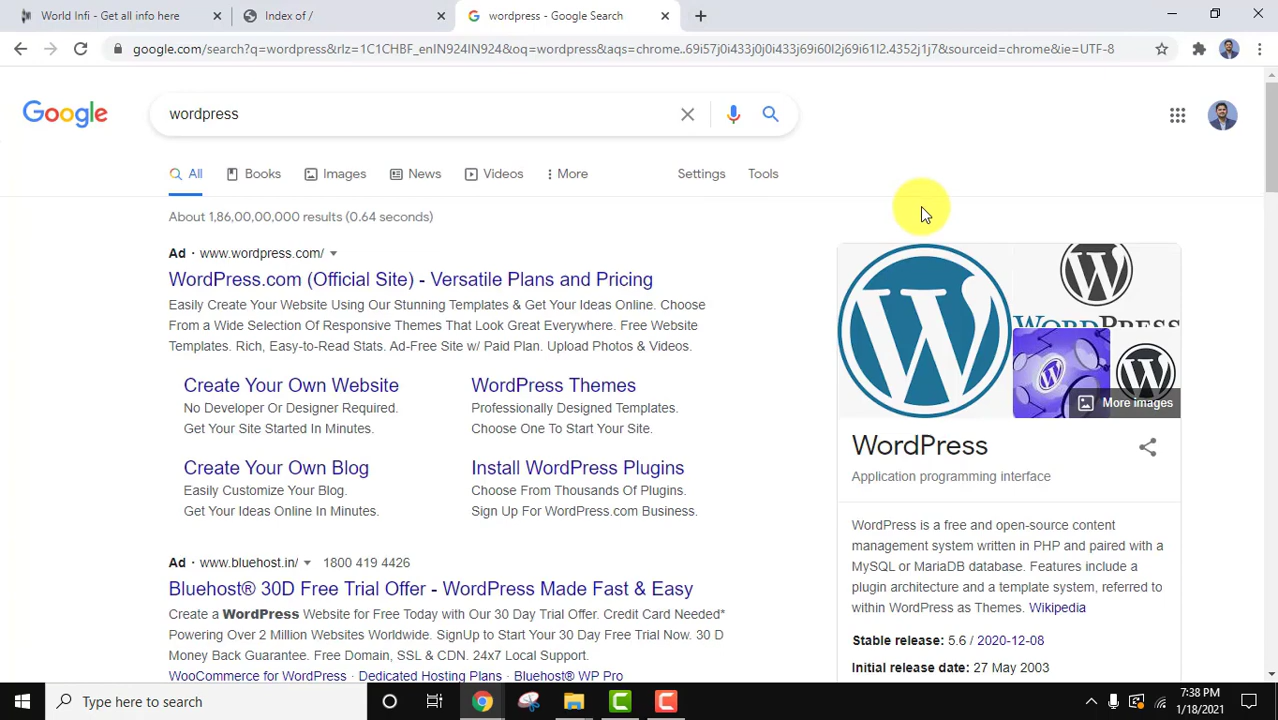 World Infi - Get all info here
Index of /
wordpress - Google Search
google.com/search?q=wordpress&rlz=1C1CHBF_enIN924IN924&oq=wordpress&aqs=chrome..69i57j0i433j0j0i433j69i60l2j69i61l2.4352j1j7&sourceid=chrome&ie=UTF-8
Google
wordpress
All
Books
Images
News
Videos
More
Settings
Tools
About 1,86,00,00,000 results (0.64 seconds)
Ad · www.wordpress.com/
WordPress.com (Official Site) - Versatile Plans and Pricing
Easily Create Your Website Using Our Stunning Templates & Get Your Ideas Online. Choose
From a Wide Selection Of Responsive Themes That Look Great Everywhere. Free Website
Templates. Rich, Easy-to-Read Stats. Ad-Free Site w/ Paid Plan. Upload Photos & Videos.
Create Your Own Website
No Developer Or Designer Required.
Get Your Site Started In Minutes.
WordPress Themes
Professionally Designed Templates.
Choose One To Start Your Site.
Create Your Own Blog
Easily Customize Your Blog.
Get Your Ideas Online In Minutes.
Install WordPress Plugins
Choose From Thousands Of Plugins.
Sign Up For WordPress.com Business.
Ad · www.bluehost.in/ 1800 419 4426
Bluehost® 30D Free Trial Offer - WordPress Made Fast & Easy
Create a WordPress Website for Free Today with Our 30 Day Trial Offer. Credit Card Needed*
Powering Over 2 Million Websites Worldwide. SignUp to Start Your 30 Day Free Trial Now. 30 D
Money Back Guarantee. Free Domain, SSL & CDN. 24x7 Local Support.
WooCommerce for WordPress · Dedicated Hosting Plans · Bluehost® WP Pro
WORDPRESS
More images
WordPress
Application programming interface
WordPress is a free and open-source content
management system written in PHP and paired with a
MySQL or MariaDB database. Features include a
plugin architecture and a template system, referred to
within WordPress as Themes. Wikipedia
Stable release: 5.6 / 2020-12-08
Initial release date: 27 May 2003
Type here to search
7:38 PM
1/18/2021